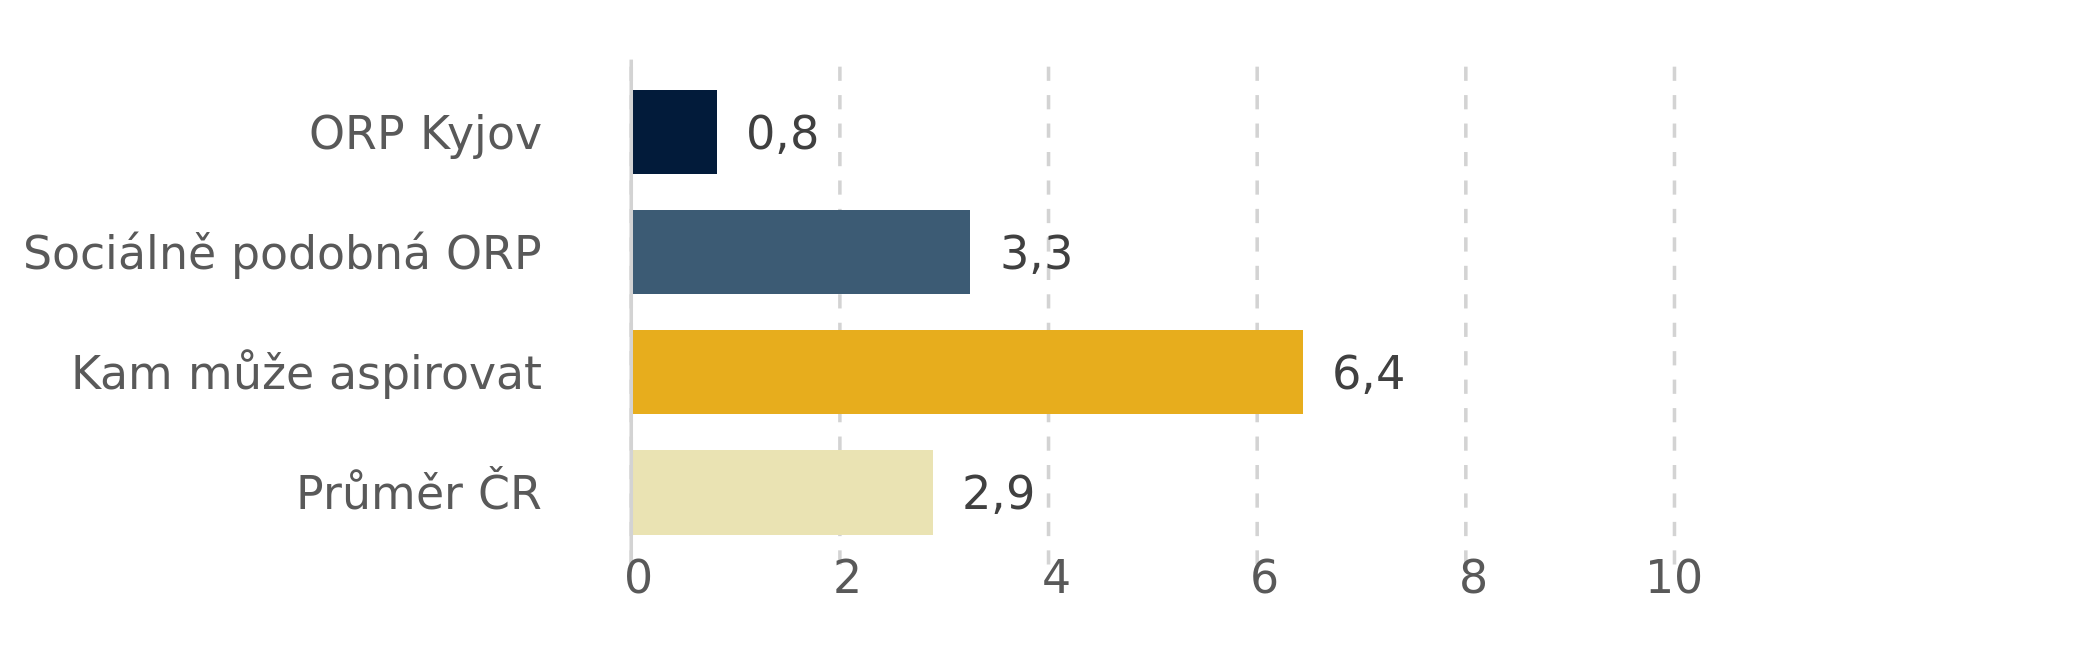 ORP Kyjov 0,8
Sociálně podobná ORP 3,3
Kam může aspirovat 6,4
Průměr ČR 2,9
0 2 4 6 8 10